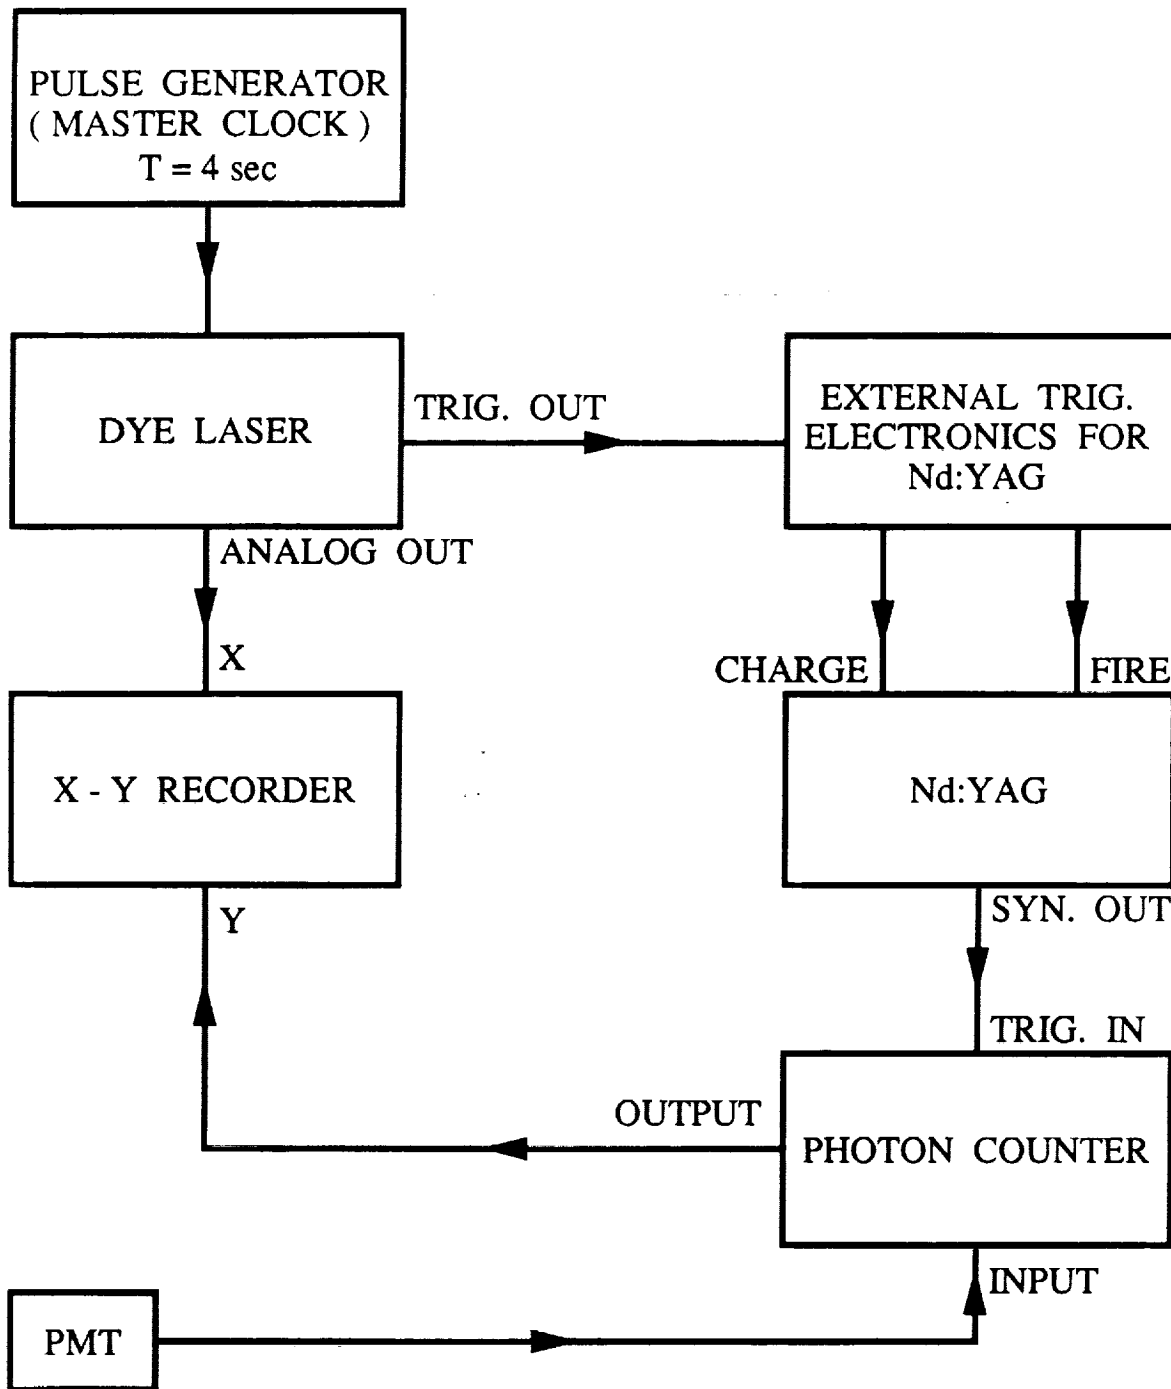 PULSE GENERATOR
( MASTER CLOCK )
T = 4 sec
DYE LASER
TRIG. OUT
EXTERNAL TRIG.
ELECTRONICS FOR
Nd:YAG
ANALOG OUT
X
CHARGE
FIRE
X - Y RECORDER
Nd:YAG
Y
SYN. OUT
TRIG. IN
OUTPUT
PHOTON COUNTER
INPUT
PMT